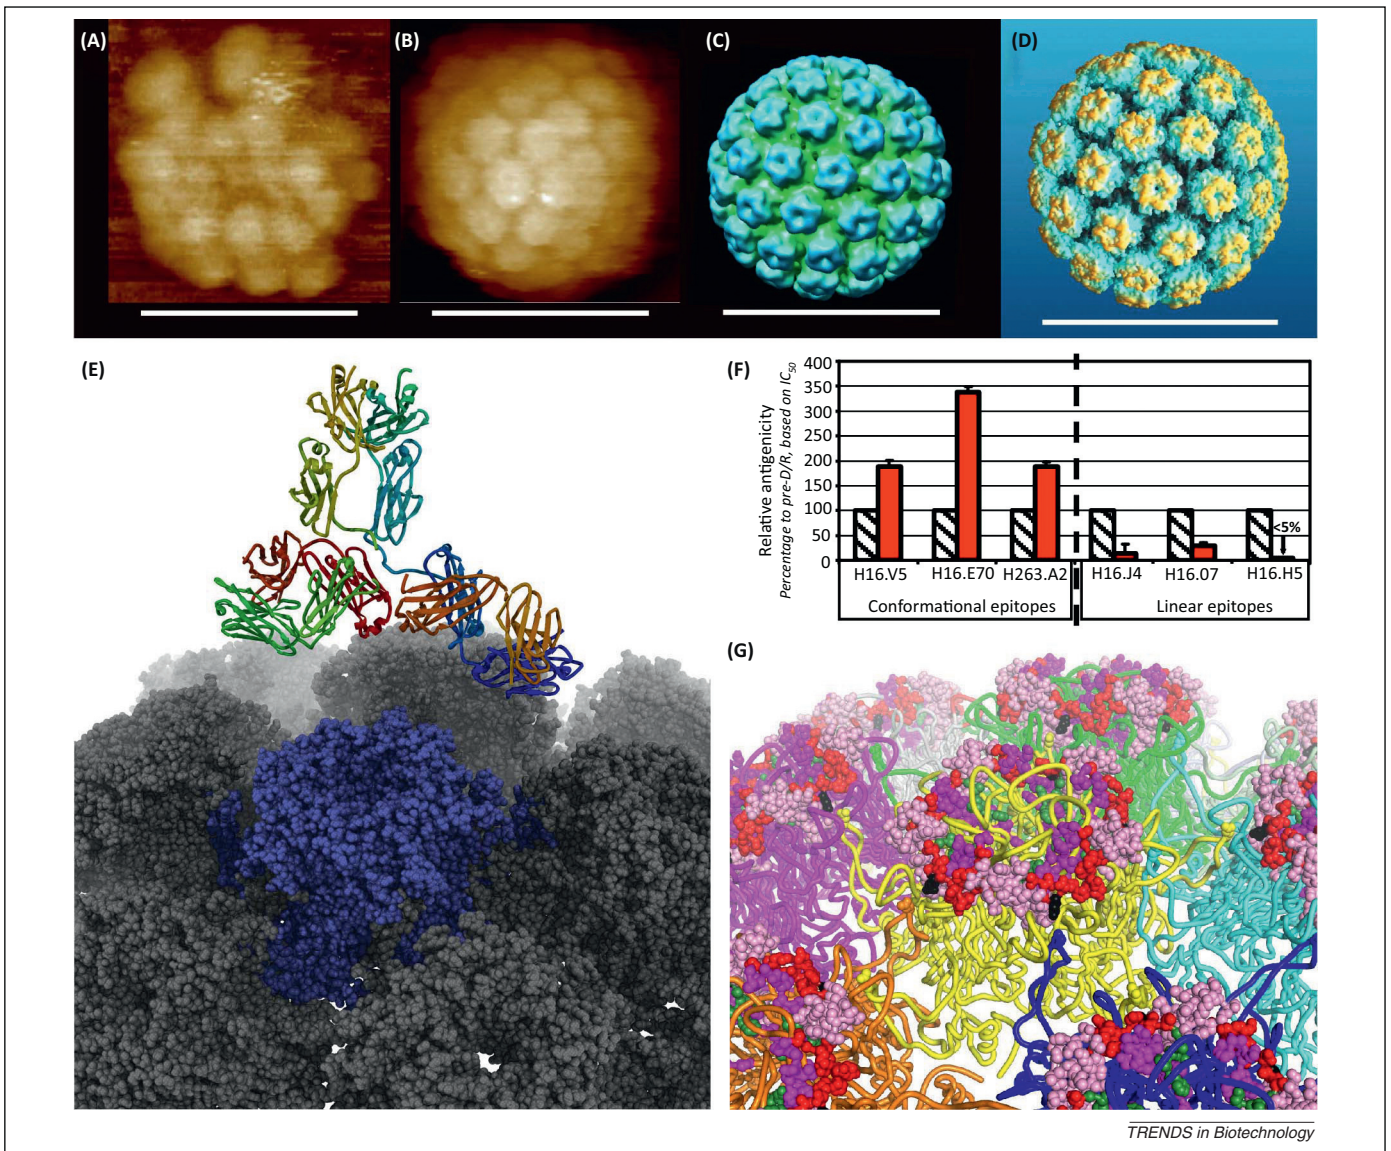 (A)
(B)
(C)
(D)
(E)
(F)
Relative antigenicity
Percentage to pre-D/R, based on IC50
400
350
300
250
200
150
100
50
0
<5%
H16.V5 H16.E70 H263.A2 H16.J4 H16.07 H16.H5
Conformational epitopes Linear epitopes
(G)
TRENDS in Biotechnology